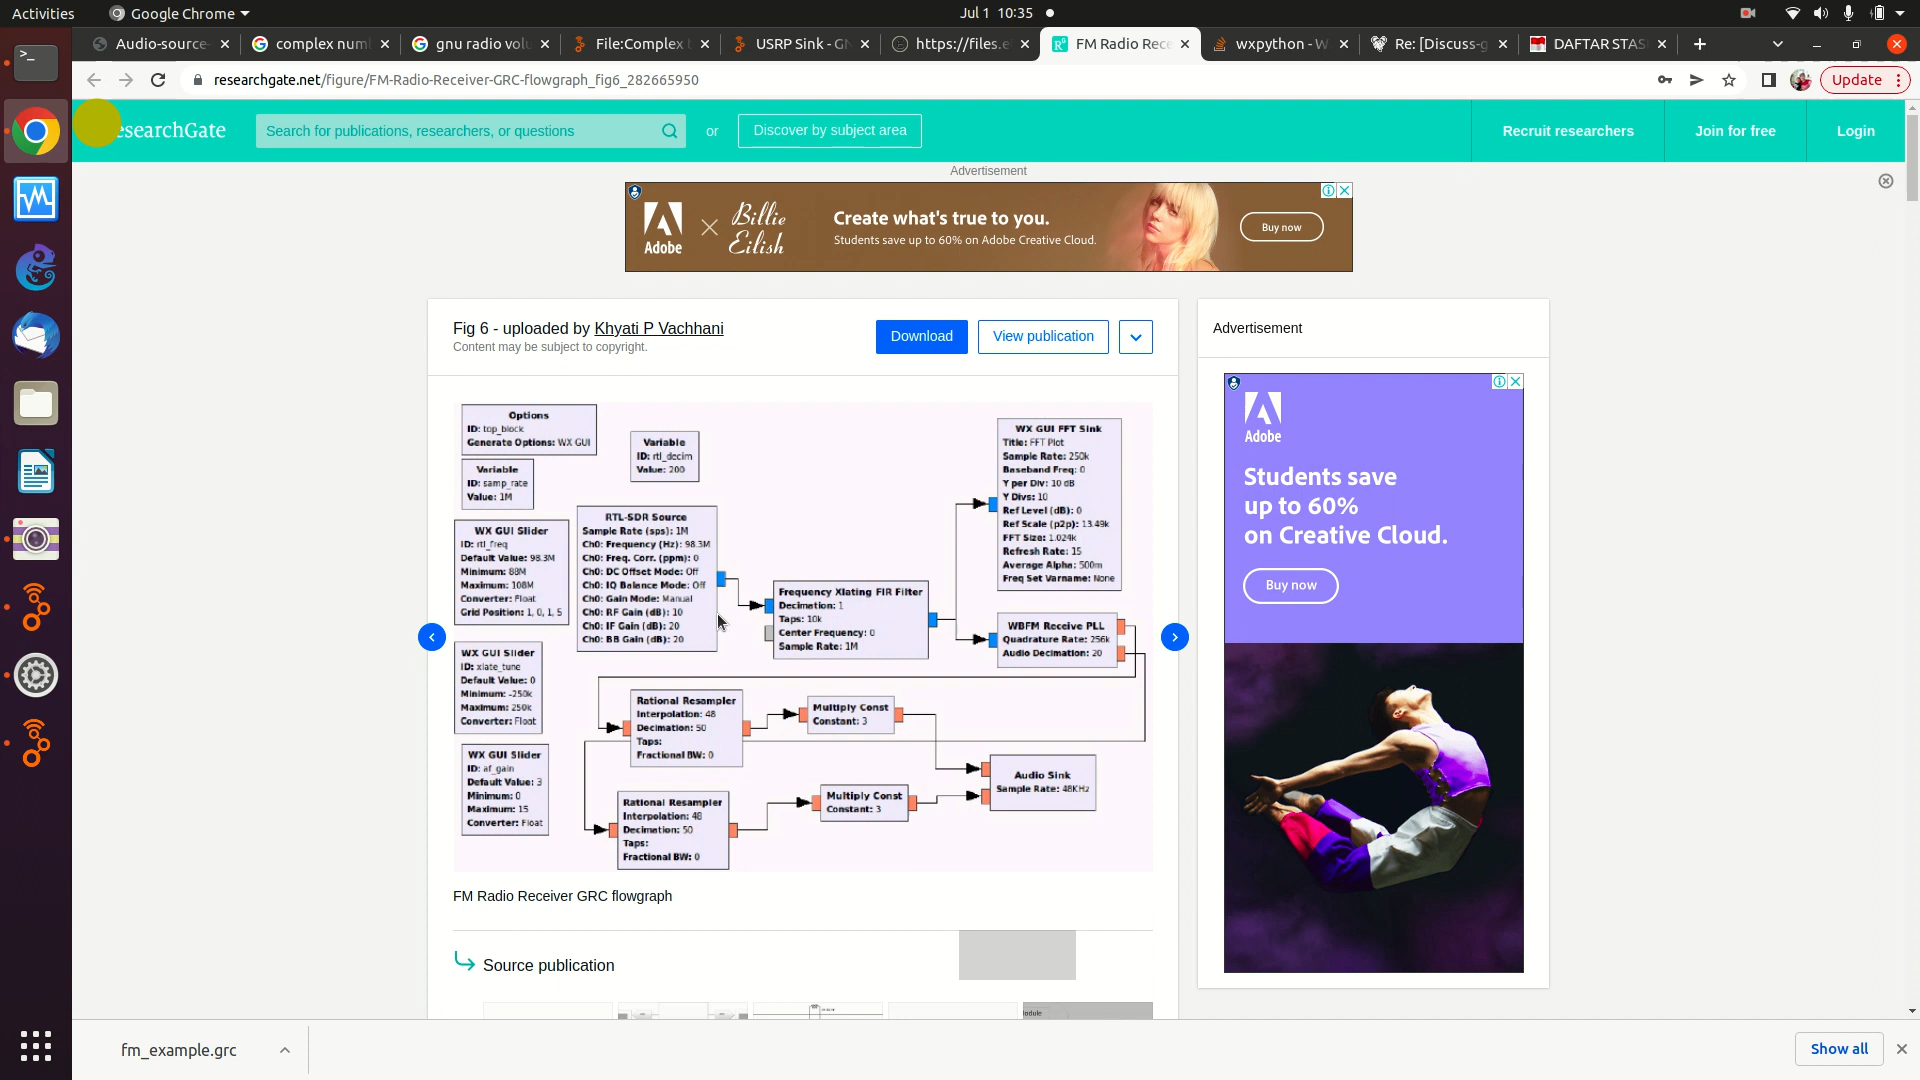 Activities
Google Chrome
Jul 1 10:35
Audio-source-
complex num
gnu radio volu
File:Complex t
USRP Sink - GN
https://files.e
FM Radio Rece
wxpython - W
Re: [Discuss-g
DAFTAR STAS
researchgate.net/figure/FM-Radio-Receiver-GRC-flowgraph_fig6_282665950
Update
esearchGate
Search for publications, researchers, or questions
or
Discover by subject area
Recruit researchers
Join for free
Login
Advertisement
Adobe
Billie
Eilish
Create what's true to you.
Students save up to 60% on Adobe Creative Cloud.
Buy now
Fig 6 - uploaded by Khyati P Vachhani
Content may be subject to copyright.
Download
View publication
Advertisement
Options
ID: top_block
Generate Options: WX GUI
Variable
ID: rtl_decim
Value: 200
Variable
ID: samp_rate
Value: 1M
WX GUI FFT Sink
Title: FFT Plot
Sample Rate: 250k
Baseband Freq: 0
Y per Div: 10 dB
Y Divs: 10
Ref Level (dB): 0
Ref Scale (p2p): 13.49k
FFT Size: 1.024k
Refresh Rate: 15
Average Alpha: 500m
Freq Set Varname: None
WX GUI Slider
ID: rtl_freq
Default Value: 98.3M
Minimum: 88M
Maximum: 108M
Converter: Float
Grid Position: 1, 0, 1, 5
RTL-SDR Source
Sample Rate (sps): 1M
Ch0: Frequency (Hz): 98.3M
Ch0: Freq. Corr. (ppm): 0
Ch0: DC Offset Mode: Off
Ch0: IQ Balance Mode: Off
Ch0: Gain Mode: Manual
Ch0: RF Gain (dB): 10
Ch0: IF Gain (dB): 20
Ch0: BB Gain (dB): 20
Frequency Xlating FIR Filter
Decimation: 1
Taps: 10k
Center Frequency: 0
Sample Rate: 1M
WBFM Receive PLL
Quadrature Rate: 256k
Audio Decimation: 20
WX GUI Slider
ID: xlate_tune
Default Value: 0
Minimum: -250k
Maximum: 250k
Converter: Float
Rational Resampler
Interpolation: 48
Decimation: 50
Taps:
Fractional BW: 0
Multiply Const
Constant: 3
WX GUI Slider
ID: af_gain
Default Value: 3
Minimum: 0
Maximum: 15
Converter: Float
Rational Resampler
Interpolation: 48
Decimation: 50
Taps:
Fractional BW: 0
Multiply Const
Constant: 3
Audio Sink
Sample Rate: 48KHz
FM Radio Receiver GRC flowgraph
Source publication
Adobe
Students save
up to 60%
on Creative Cloud.
Buy now
fm_example.grc
Show all